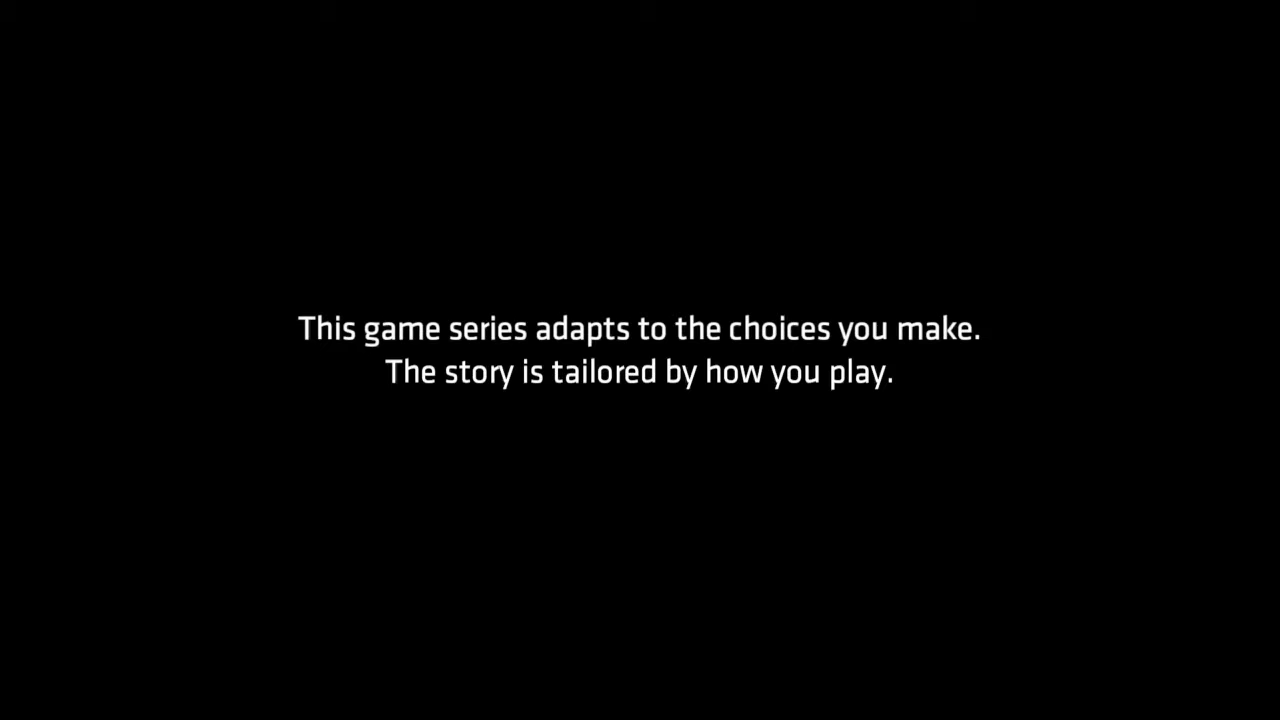 This game series adapts to the choices you make.
The story is tailored by how you play.